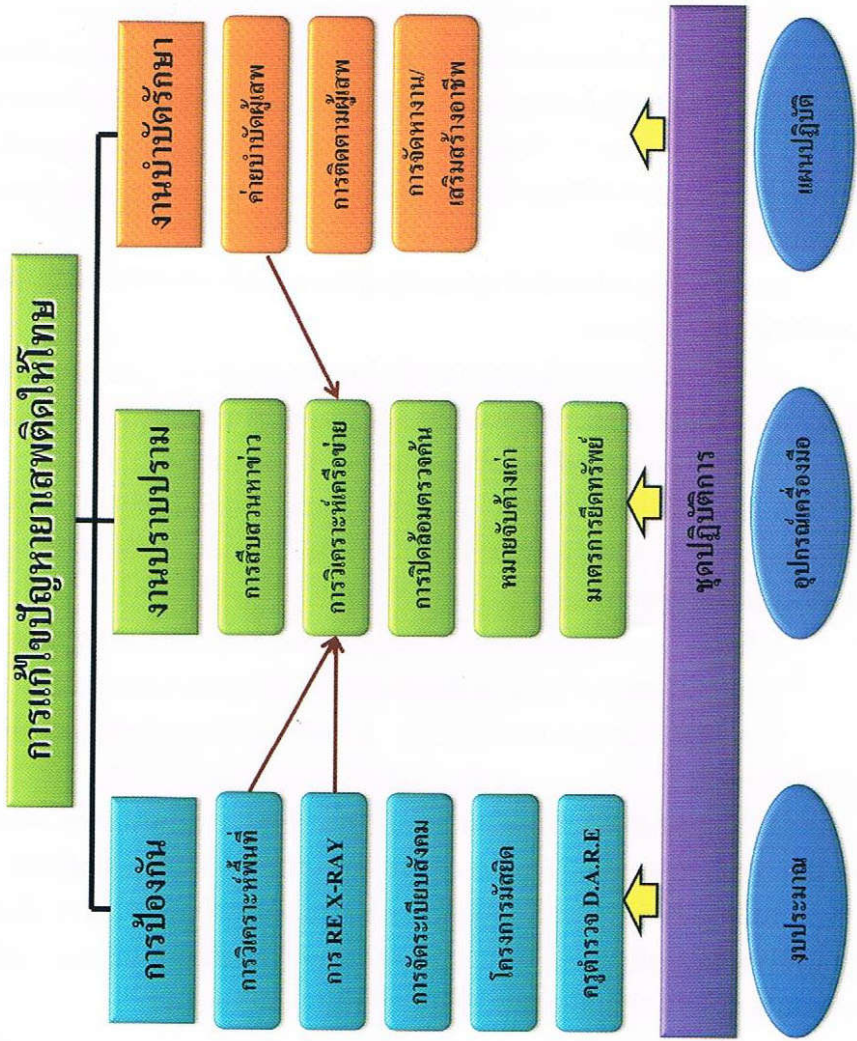 การแก้ไขปัญหายาเสพติดให้โทษ
การป้องกัน
การวิเคราะห์พื้นที่
การ RE X-RAY
การจัดระเบียบสังคม
โครงการมัสยิด
ครูตำรวจ D.A.R.E
งานปราบปราม
การสืบสวนหาข่าว
การวิเคราะห์เครือข่าย
การปิดล้อมตรวจค้น
หมายจับค้างเก่า
มาตรการยึดทรัพย์
งานบำบัดรักษา
ค่ายบำบัดผู้เสพ
การติดตามผู้เสพ
การจัดหางาน/
เสริมสร้างอาชีพ
ชุดปฏิบัติการ
งบประมาณ
อุปกรณ์เครื่องมือ
แผนปฏิบัติ